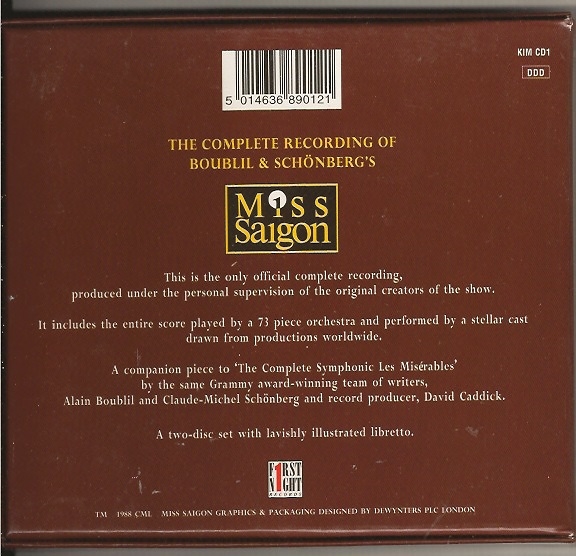 KIM CD1
DDD
5 014636 890121
THE COMPLETE RECORDING OF
BOUBLIL & SCHÖNBERG'S
MISS
Saigon
This is the only official complete recording,
produced under the personal supervision of the original creators of the show.
It includes the entire score played by a 73 piece orchestra and performed by a stellar cast
drawn from productions worldwide.
A companion piece to 'The Complete Symphonic Les Misérables'
by the same Grammy award-winning team of writers,
Alain Boublil and Claude-Michel Schönberg and record producer, David Caddick.
A two-disc set with lavishly illustrated libretto.
F1RST
N1GHT
RECORDS
TM 1988 CML MISS SAIGON GRAPHICS & PACKAGING DESIGNED BY DEWYNTERS PLC LONDON